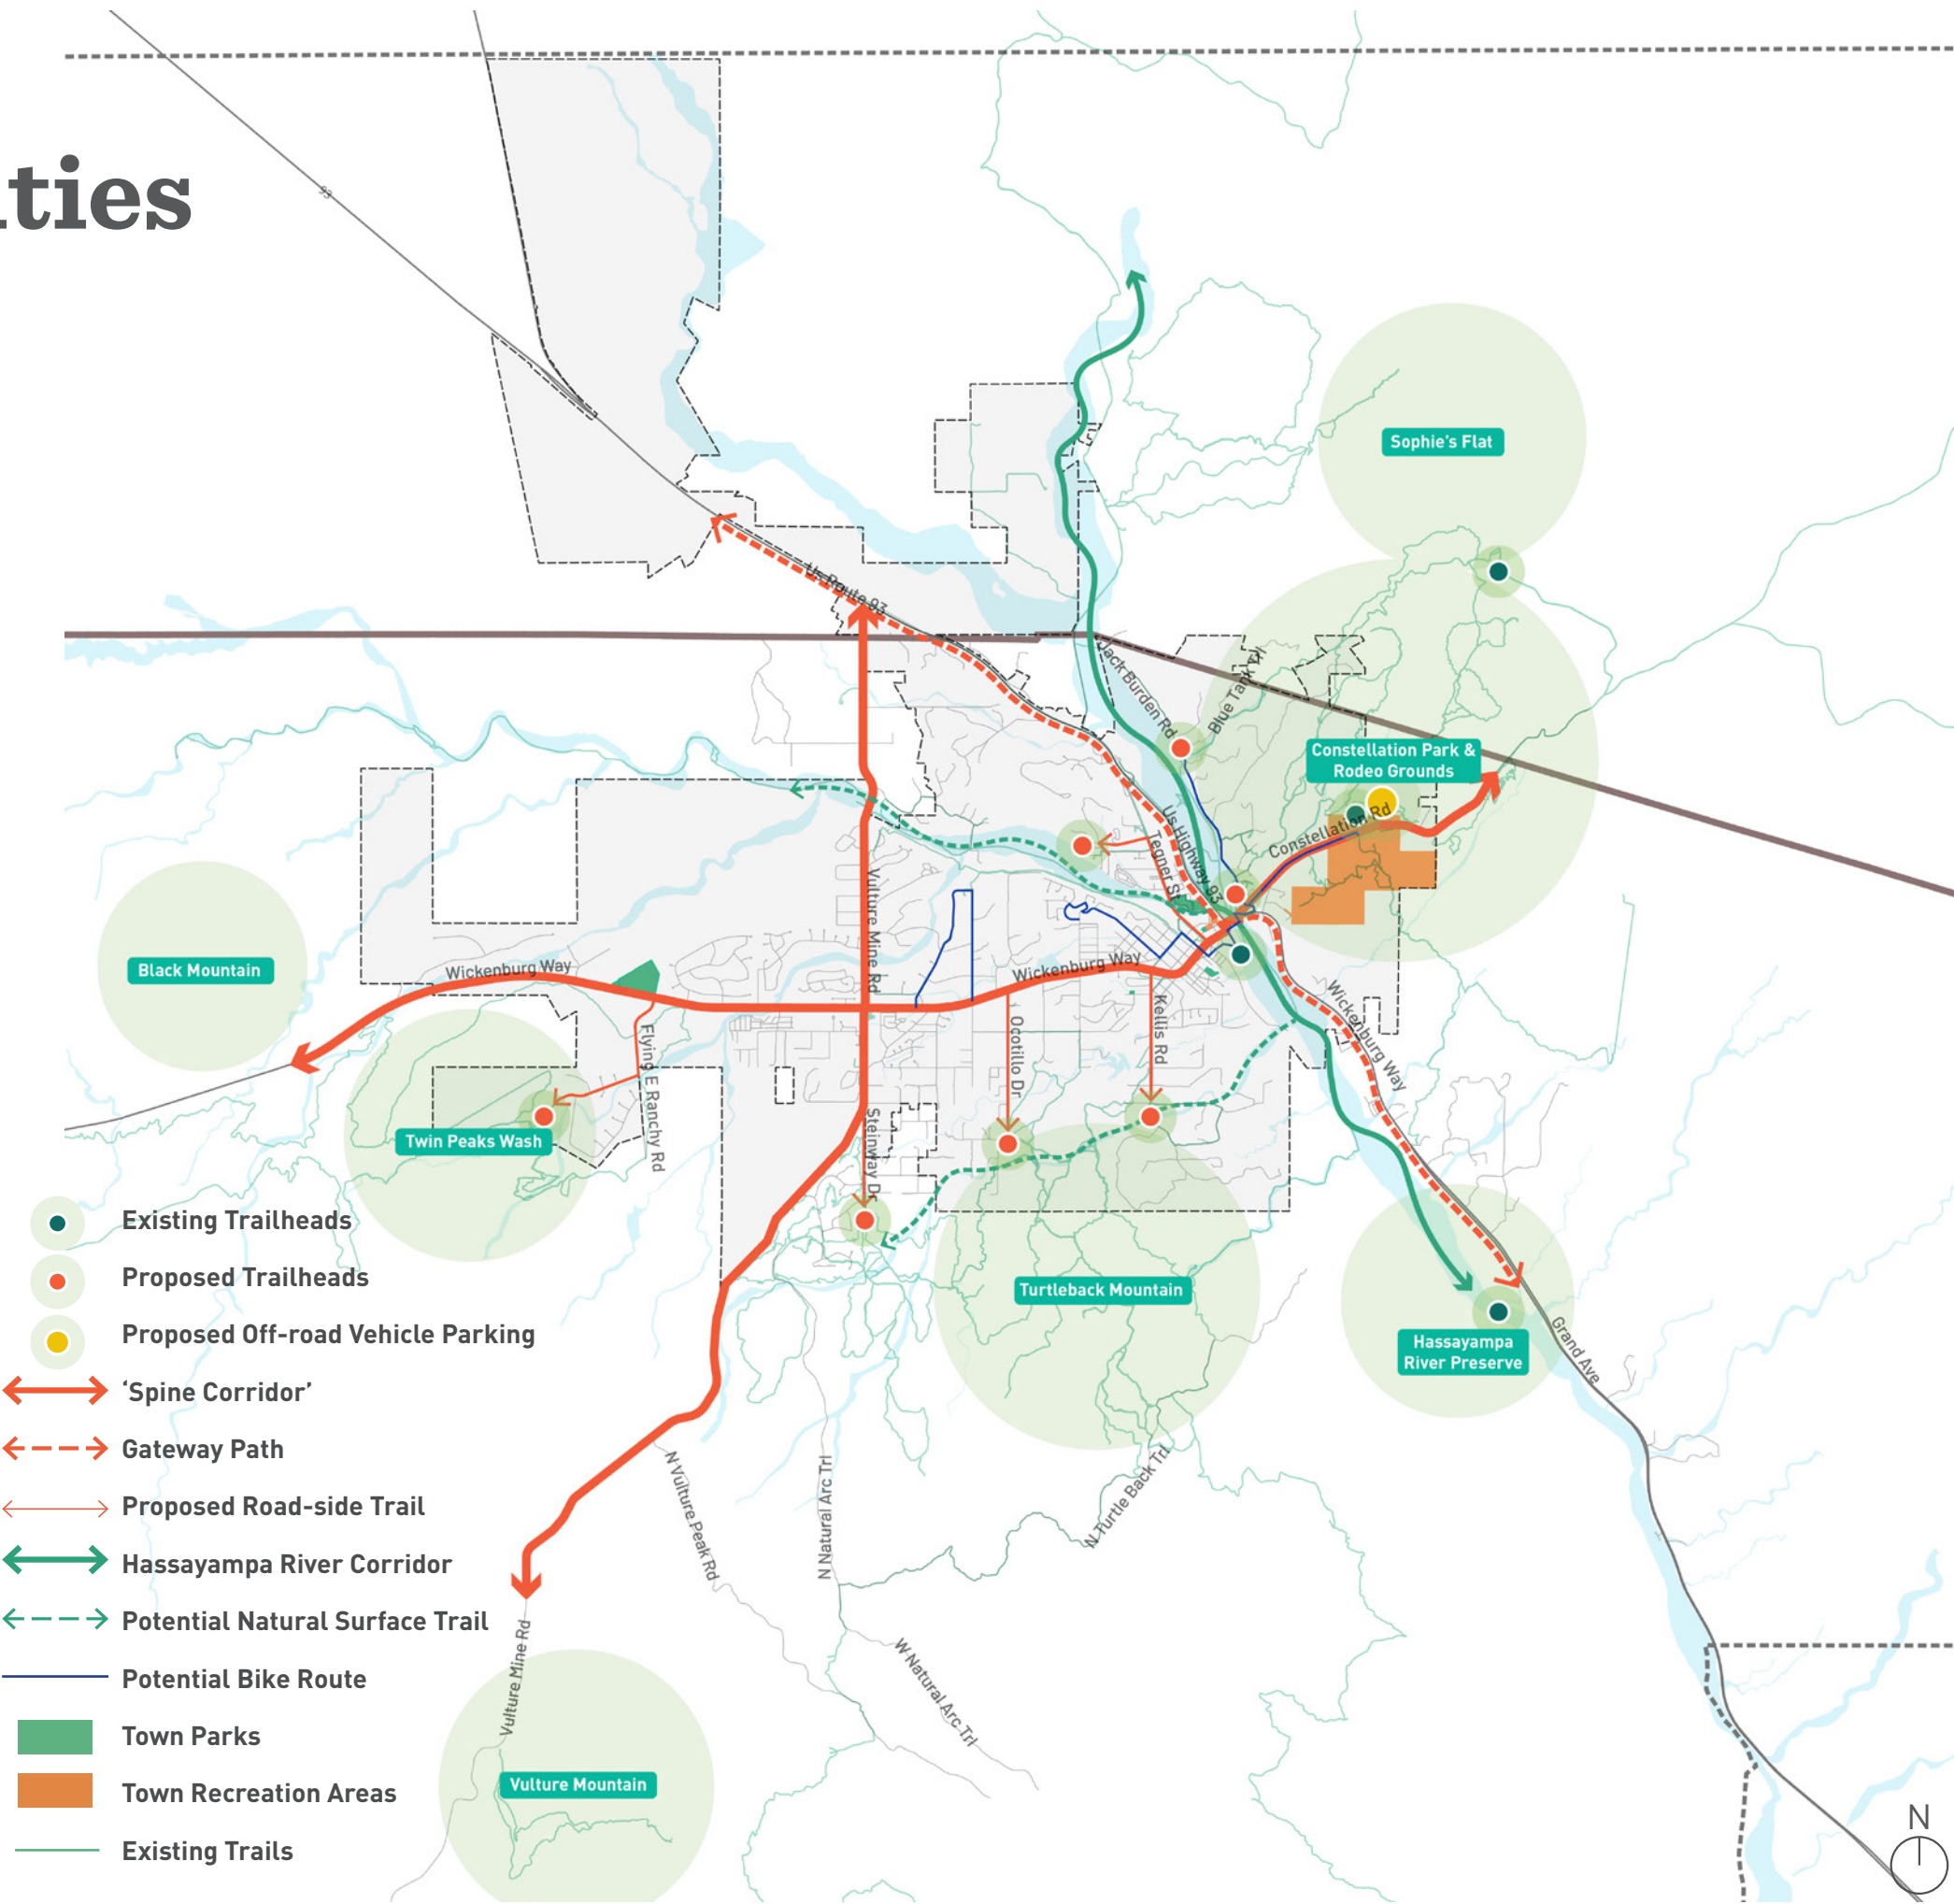 ties
93
Sophie's Flat
Us Route 93
Jack Burden Rd
Blue Tank Trl
Constellation Park &
Rodeo Grounds
Constellation Rd
Us Highway 93
Tegner St
Vulture Mine Rd
Black Mountain
Wickenburg Way
Wickenburg Way
Wickenburg Way
Kellis Rd
Ocotillo Dr
Flying E Ranchy Rd
Twin Peaks Wash
Steinway Dr
Turtleback Mountain
Hassayampa
River Preserve
Grand Ave
N Vulture Peak Rd
N Natural Arc Trl
N Turtle Back Trl
W Natural Arc Trl
Vulture Mine Rd
Vulture Mountain
Existing Trailheads
Proposed Trailheads
Proposed Off-road Vehicle Parking
‘Spine Corridor’
Gateway Path
Proposed Road-side Trail
Hassayampa River Corridor
Potential Natural Surface Trail
Potential Bike Route
Town Parks
Town Recreation Areas
Existing Trails
N